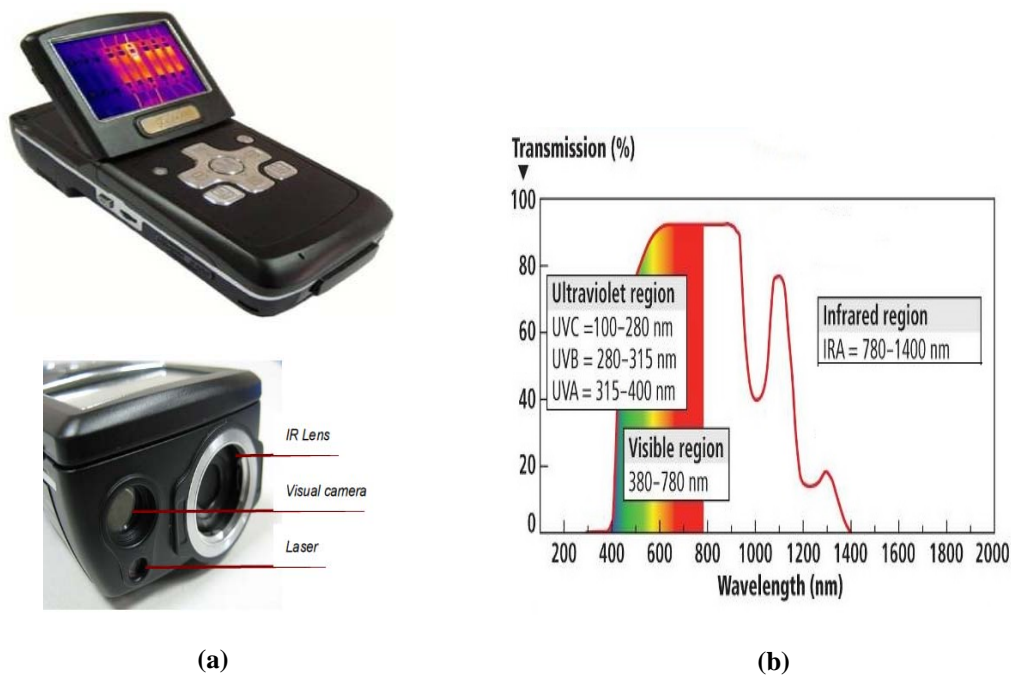 IR Lens
Visual camera
Laser
(a)
Transmission (%)
100
80
60
40
20
0
Ultraviolet region
UVC =100–280 nm
UVB = 280–315 nm
UVA = 315–400 nm
Visible region
380–780 nm
Infrared region
IRA = 780–1400 nm
200 400 600 800 1000 1200 1400 1600 1800 2000
Wavelength (nm)
(b)